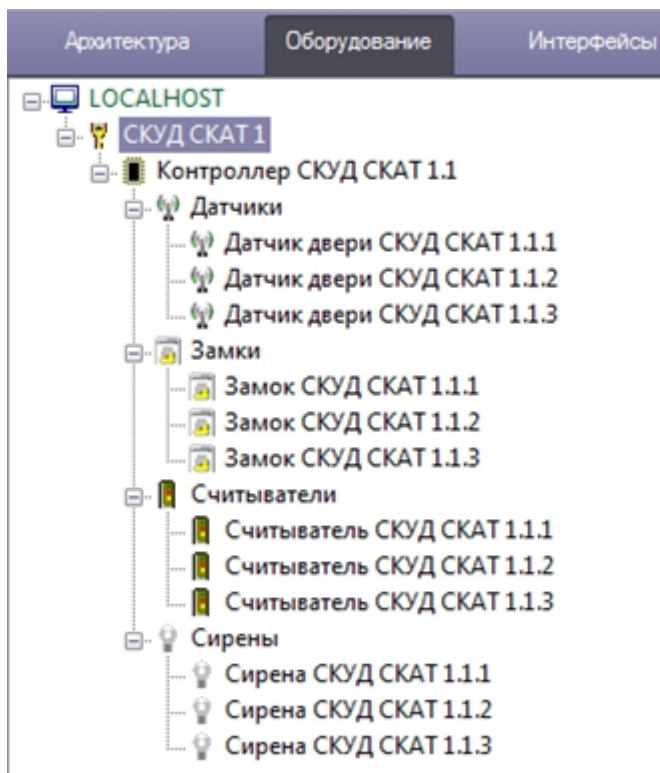 Архитектура Оборудование Интерфейсы
LOCALHOST
СКУД СКАТ 1
Контроллер СКУД СКАТ 1.1
Датчики
Датчик двери СКУД СКАТ 1.1.1
Датчик двери СКУД СКАТ 1.1.2
Датчик двери СКУД СКАТ 1.1.3
Замки
Замок СКУД СКАТ 1.1.1
Замок СКУД СКАТ 1.1.2
Замок СКУД СКАТ 1.1.3
Считыватели
Считыватель СКУД СКАТ 1.1.1
Считыватель СКУД СКАТ 1.1.2
Считыватель СКУД СКАТ 1.1.3
Сирены
Сирена СКУД СКАТ 1.1.1
Сирена СКУД СКАТ 1.1.2
Сирена СКУД СКАТ 1.1.3